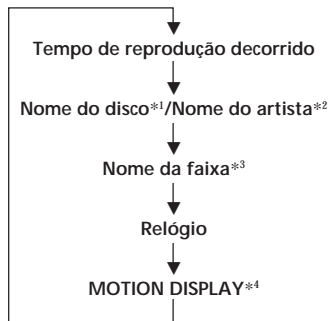 Tempo de reprodução decorrido
Nome do disco*1/Nome do artista*2
Nome da faixa*3
Relógio
MOTION DISPLAY*4